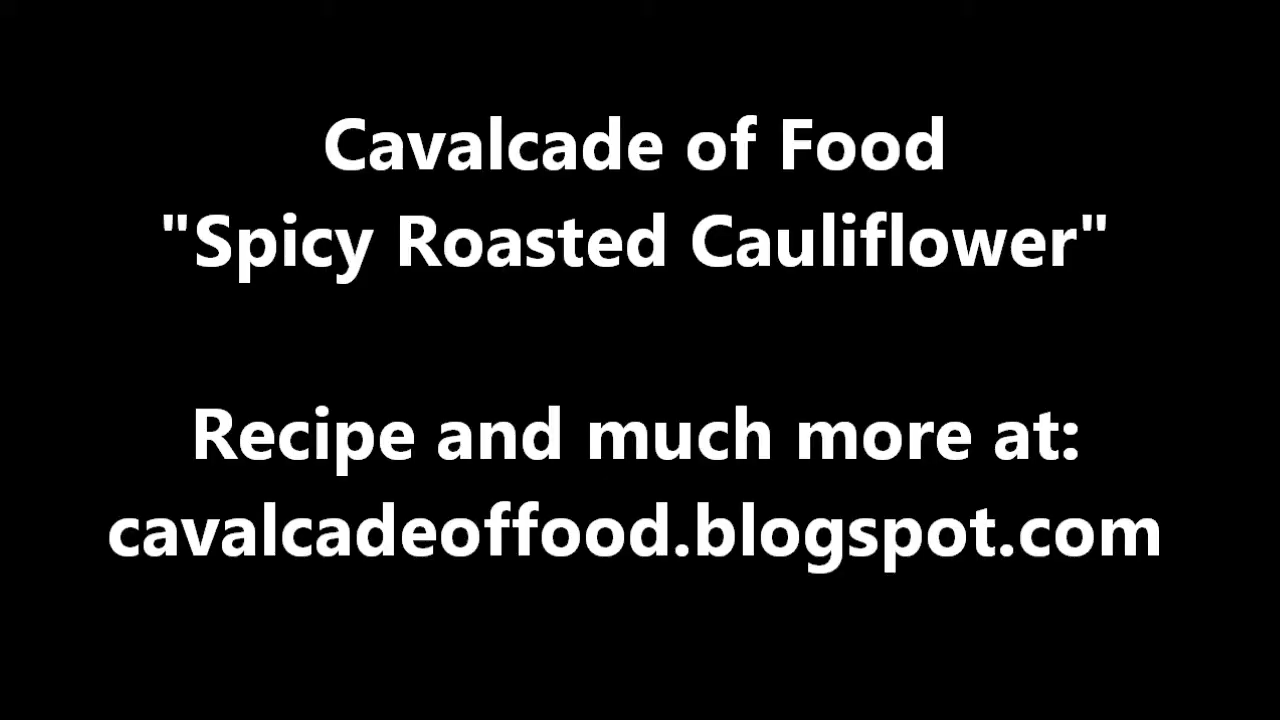 Cavalcade of Food
"Spicy Roasted Cauliflower"
Recipe and much more at:
cavalcadeoffood.blogspot.com